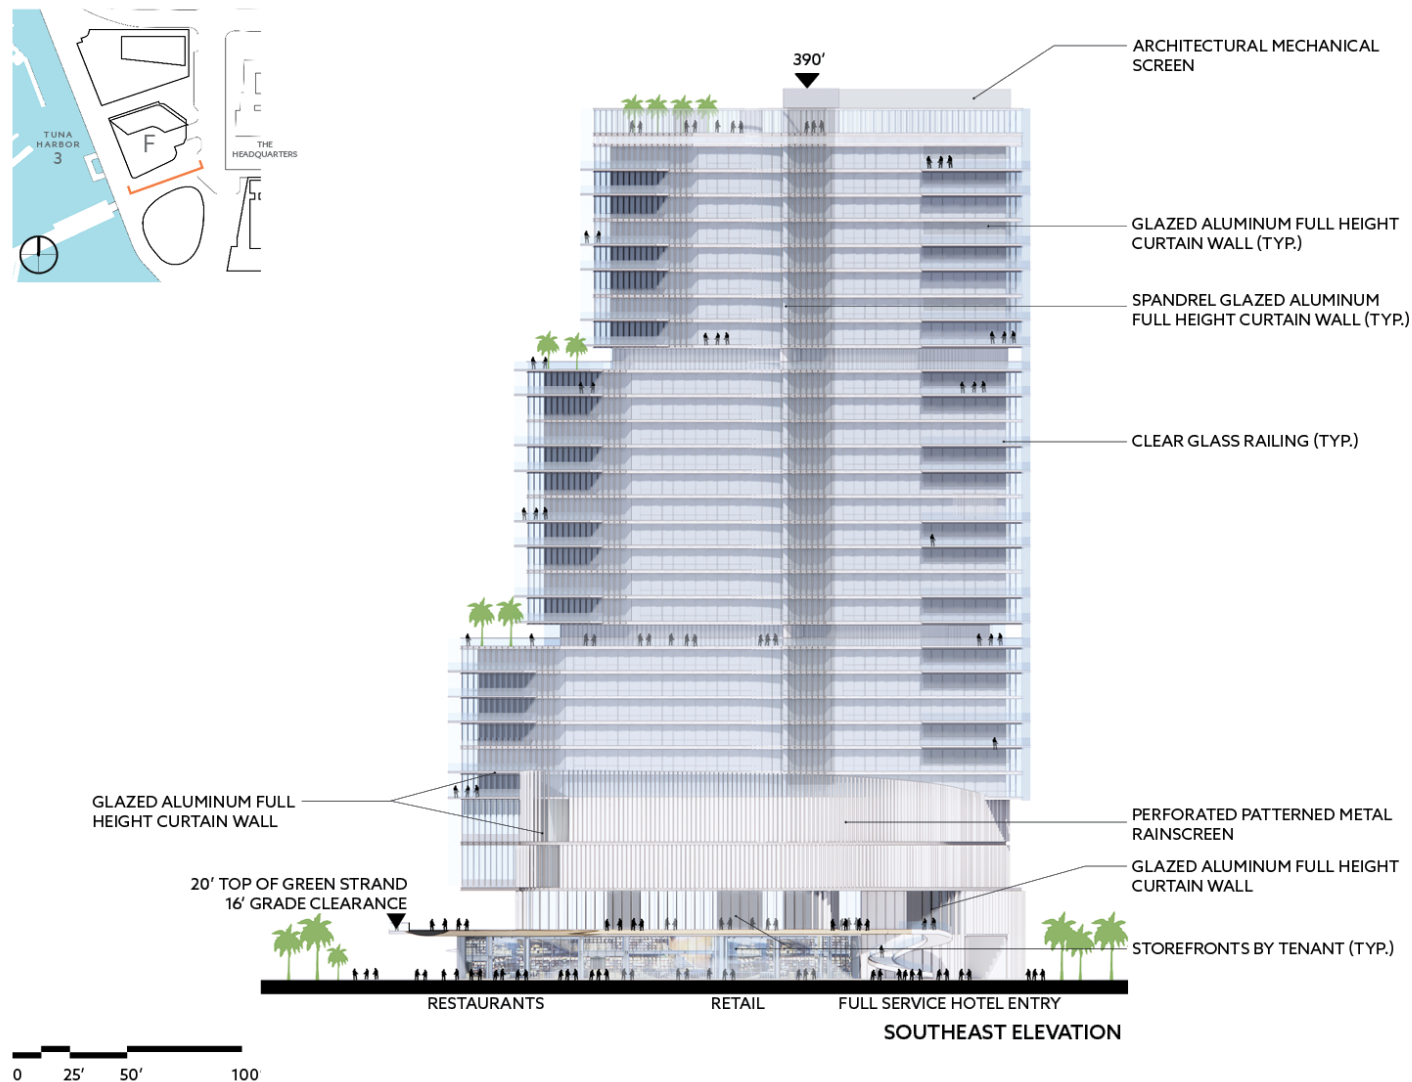 TUNA
HARBOR
3
F
THE
HEADQUARTERS
390'
ARCHITECTURAL MECHANICAL
SCREEN
GLAZED ALUMINUM FULL HEIGHT
CURTAIN WALL (TYP.)
SPANDREL GLAZED ALUMINUM
FULL HEIGHT CURTAIN WALL (TYP.)
CLEAR GLASS RAILING (TYP.)
GLAZED ALUMINUM FULL
HEIGHT CURTAIN WALL
PERFORATED PATTERNED METAL
RAINSCREEN
GLAZED ALUMINUM FULL HEIGHT
CURTAIN WALL
20' TOP OF GREEN STRAND
16' GRADE CLEARANCE
STOREFRONTS BY TENANT (TYP.)
RESTAURANTS
RETAIL
FULL SERVICE HOTEL ENTRY
SOUTHEAST ELEVATION
0
25'
50'
100'